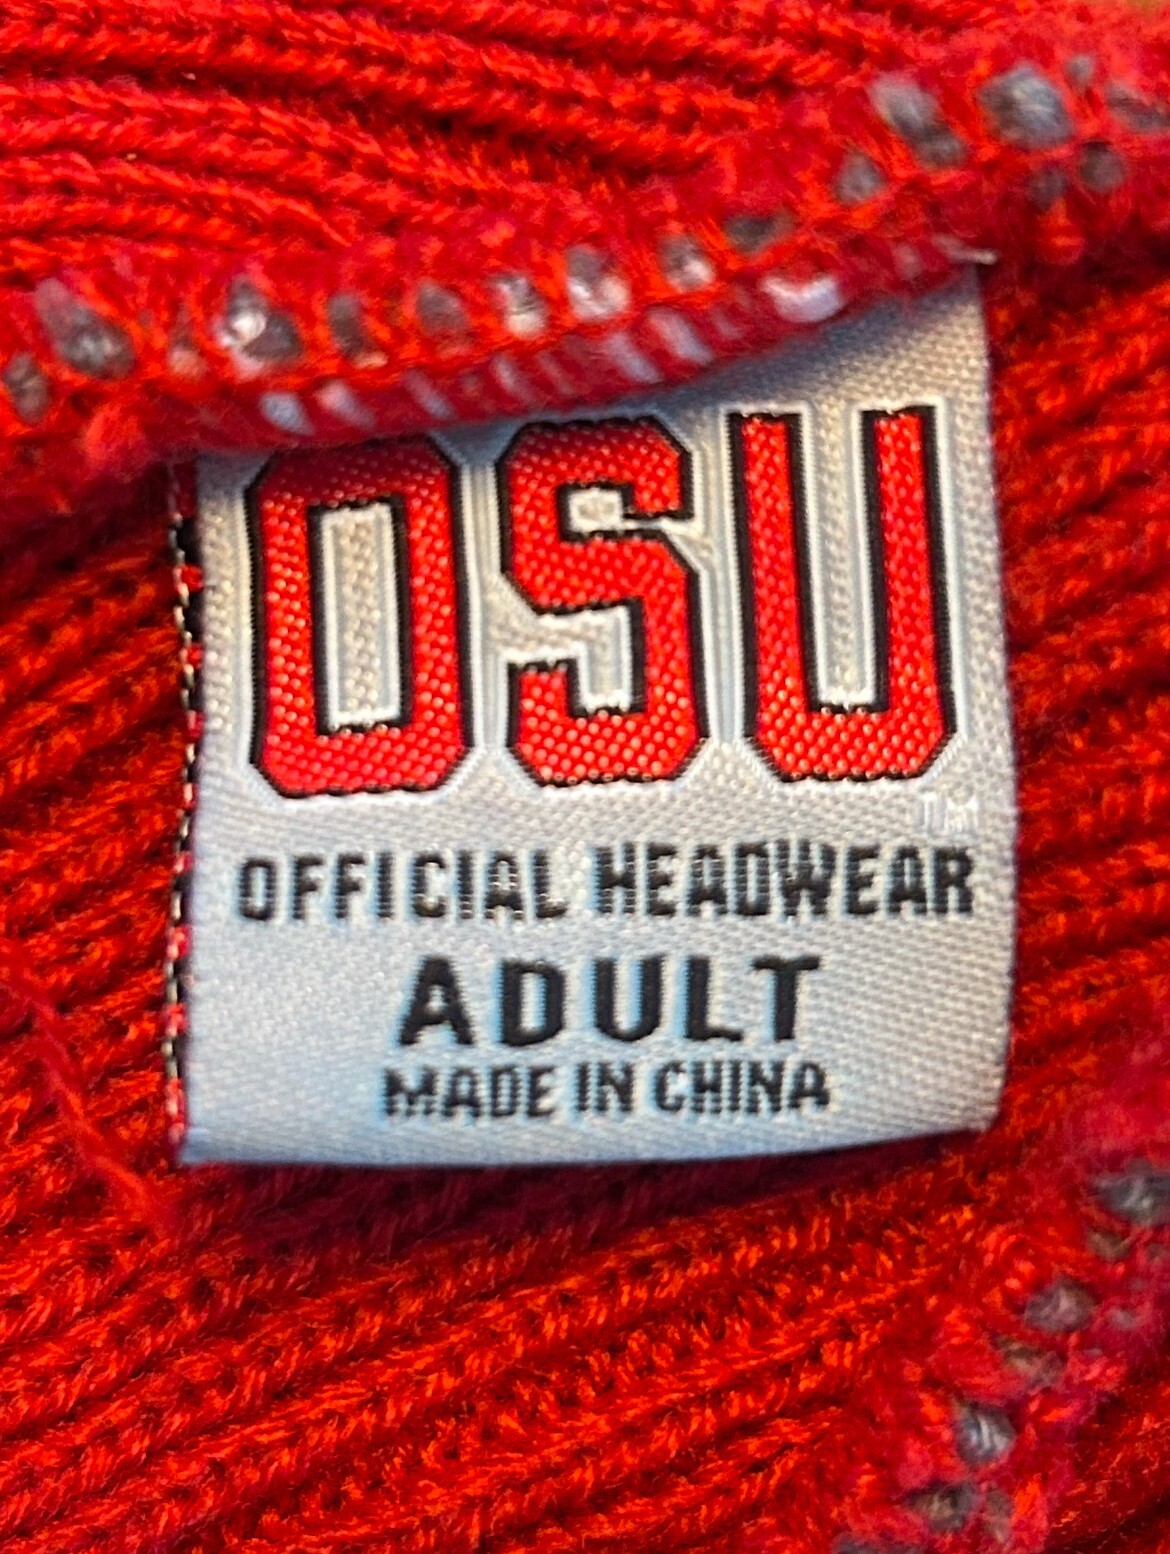 OSU
TM
OFFICIAL HEADWEAR
ADULT
MADE IN CHINA